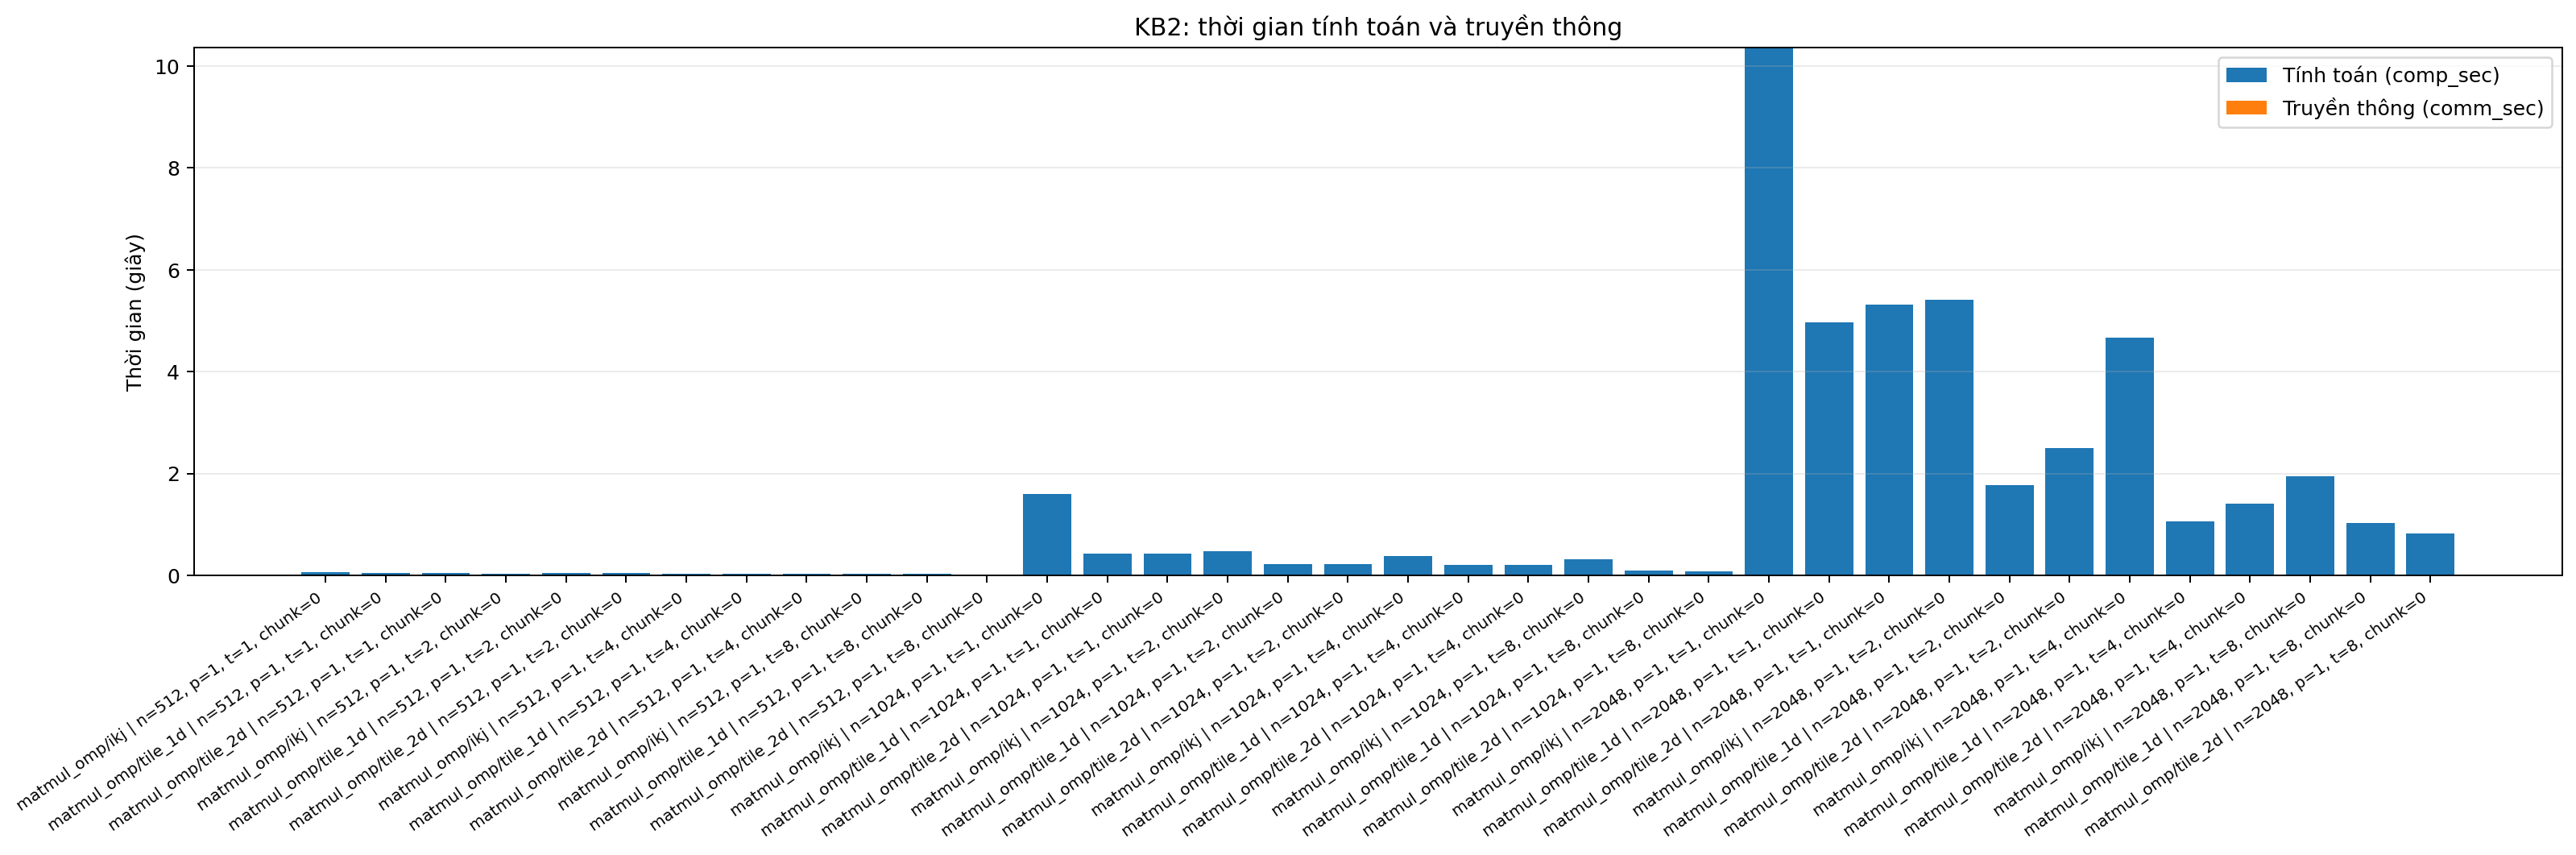 KB2: thời gian tính toán và truyền thông
Tính toán (comp_sec)
Truyền thông (comm_sec)
Thời gian (giây)
10
8
6
4
2
0
matmul_omp/ikj | n=512, p=1, t=1, chunk=0
matmul_omp/tile_1d | n=512, p=1, t=1, chunk=0
matmul_omp/tile_2d | n=512, p=1, t=1, chunk=0
matmul_omp/ikj | n=512, p=1, t=2, chunk=0
matmul_omp/tile_1d | n=512, p=1, t=2, chunk=0
matmul_omp/tile_2d | n=512, p=1, t=2, chunk=0
matmul_omp/ikj | n=512, p=1, t=4, chunk=0
matmul_omp/tile_1d | n=512, p=1, t=4, chunk=0
matmul_omp/tile_2d | n=512, p=1, t=4, chunk=0
matmul_omp/ikj | n=512, p=1, t=8, chunk=0
matmul_omp/tile_1d | n=512, p=1, t=8, chunk=0
matmul_omp/tile_2d | n=512, p=1, t=8, chunk=0
matmul_omp/ikj | n=1024, p=1, t=1, chunk=0
matmul_omp/tile_1d | n=1024, p=1, t=1, chunk=0
matmul_omp/tile_2d | n=1024, p=1, t=1, chunk=0
matmul_omp/ikj | n=1024, p=1, t=2, chunk=0
matmul_omp/tile_1d | n=1024, p=1, t=2, chunk=0
matmul_omp/tile_2d | n=1024, p=1, t=2, chunk=0
matmul_omp/ikj | n=1024, p=1, t=4, chunk=0
matmul_omp/tile_1d | n=1024, p=1, t=4, chunk=0
matmul_omp/tile_2d | n=1024, p=1, t=4, chunk=0
matmul_omp/ikj | n=1024, p=1, t=8, chunk=0
matmul_omp/tile_1d | n=1024, p=1, t=8, chunk=0
matmul_omp/tile_2d | n=1024, p=1, t=8, chunk=0
matmul_omp/ikj | n=2048, p=1, t=1, chunk=0
matmul_omp/tile_1d | n=2048, p=1, t=1, chunk=0
matmul_omp/tile_2d | n=2048, p=1, t=1, chunk=0
matmul_omp/ikj | n=2048, p=1, t=2, chunk=0
matmul_omp/tile_1d | n=2048, p=1, t=2, chunk=0
matmul_omp/tile_2d | n=2048, p=1, t=2, chunk=0
matmul_omp/ikj | n=2048, p=1, t=4, chunk=0
matmul_omp/tile_1d | n=2048, p=1, t=4, chunk=0
matmul_omp/tile_2d | n=2048, p=1, t=4, chunk=0
matmul_omp/ikj | n=2048, p=1, t=8, chunk=0
matmul_omp/tile_1d | n=2048, p=1, t=8, chunk=0
matmul_omp/tile_2d | n=2048, p=1, t=8, chunk=0